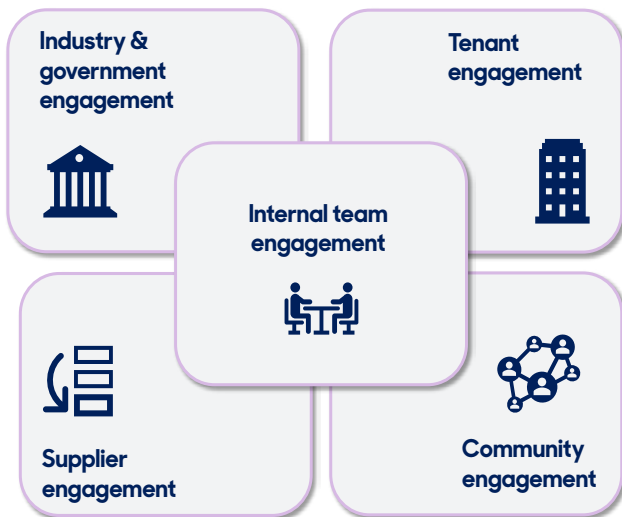 Industry &
government
engagement
Tenant
engagement
Internal team
engagement
Supplier
engagement
Community
engagement